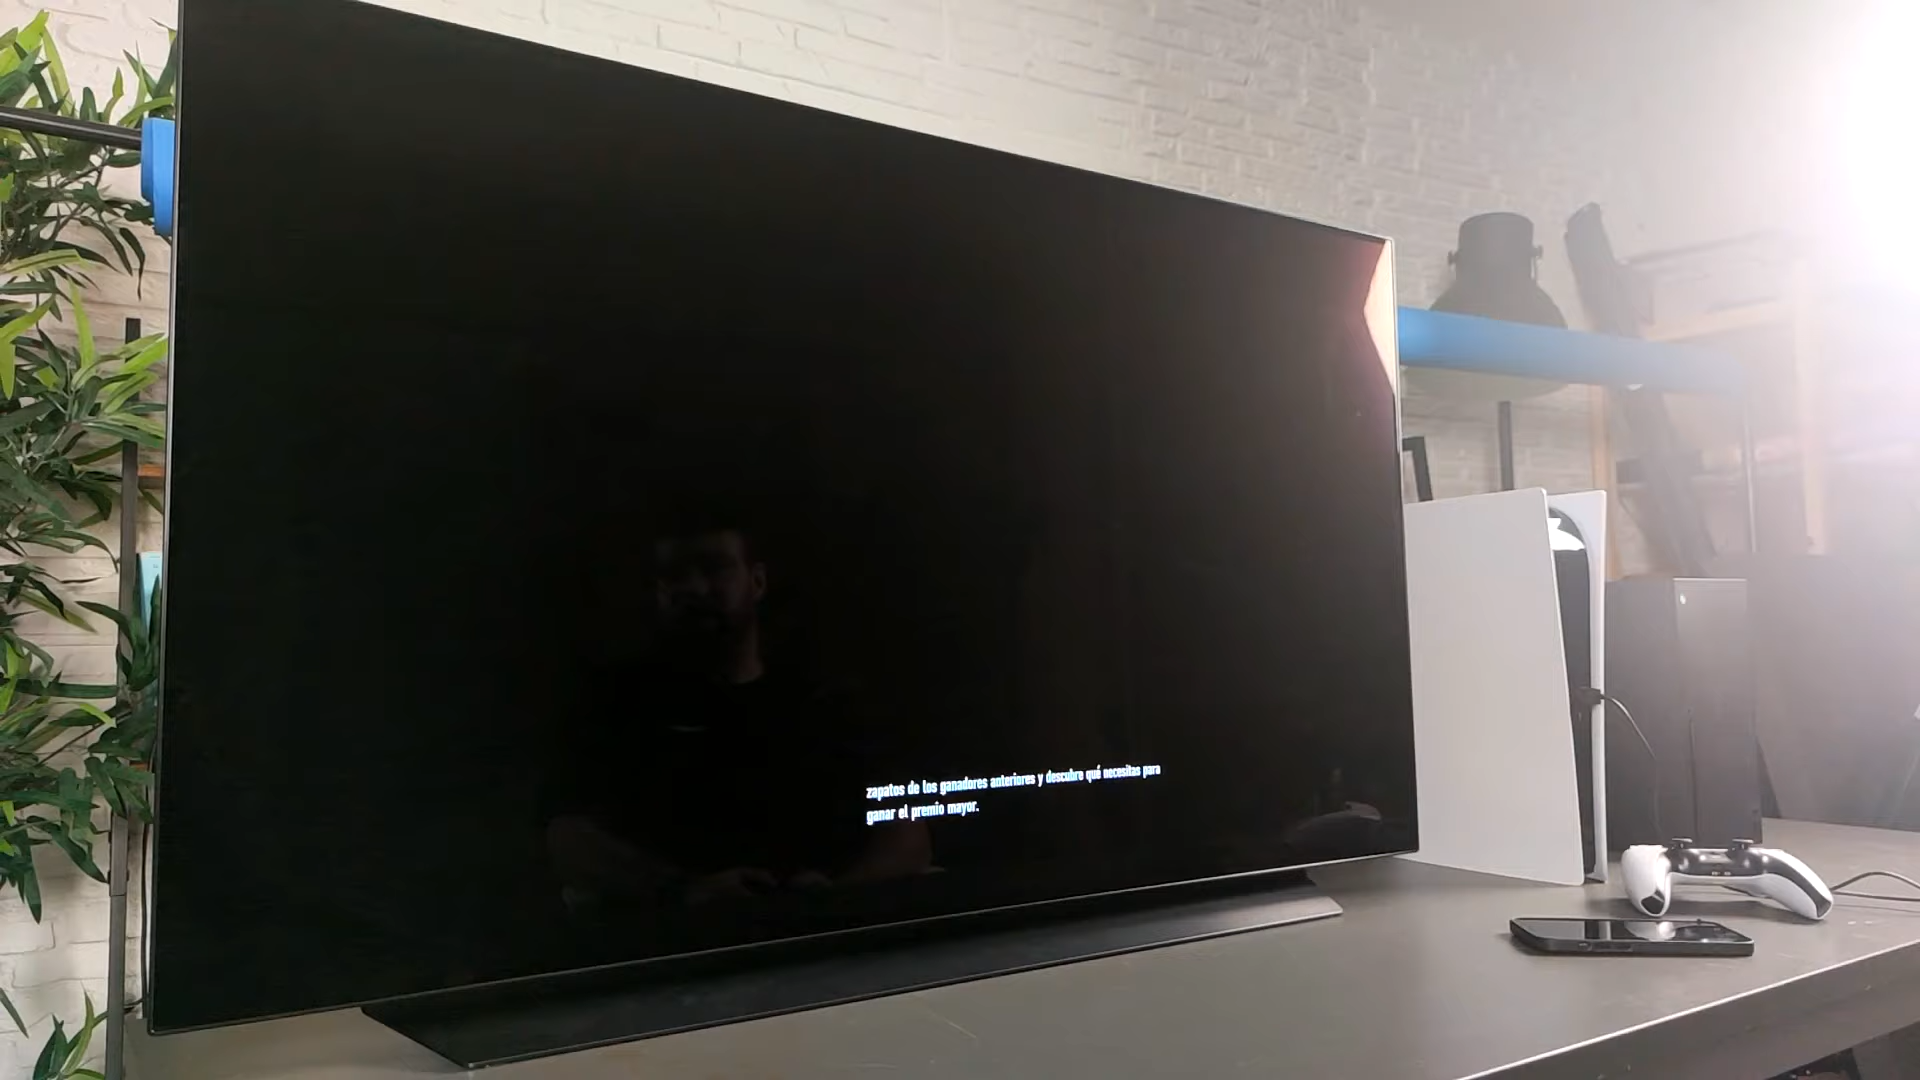 zapatos de los ganadores anteriores y descubre qué necesitas para
ganar el premio mayor.